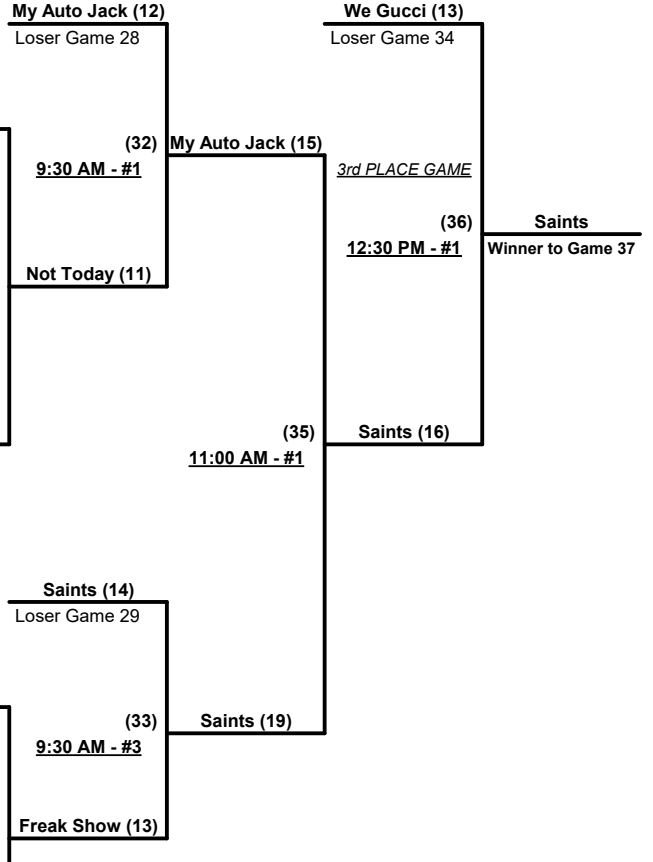 My Auto Jack (12)
Loser Game 28
We Gucci (13)
Loser Game 34
(32)
9:30 AM - #1
My Auto Jack (15)
3rd PLACE GAME
(36)
12:30 PM - #1
Saints
Winner to Game 37
Not Today (11)
(35)
11:00 AM - #1
Saints (16)
Saints (14)
Loser Game 29
(33)
9:30 AM - #3
Saints (19)
Freak Show (13)